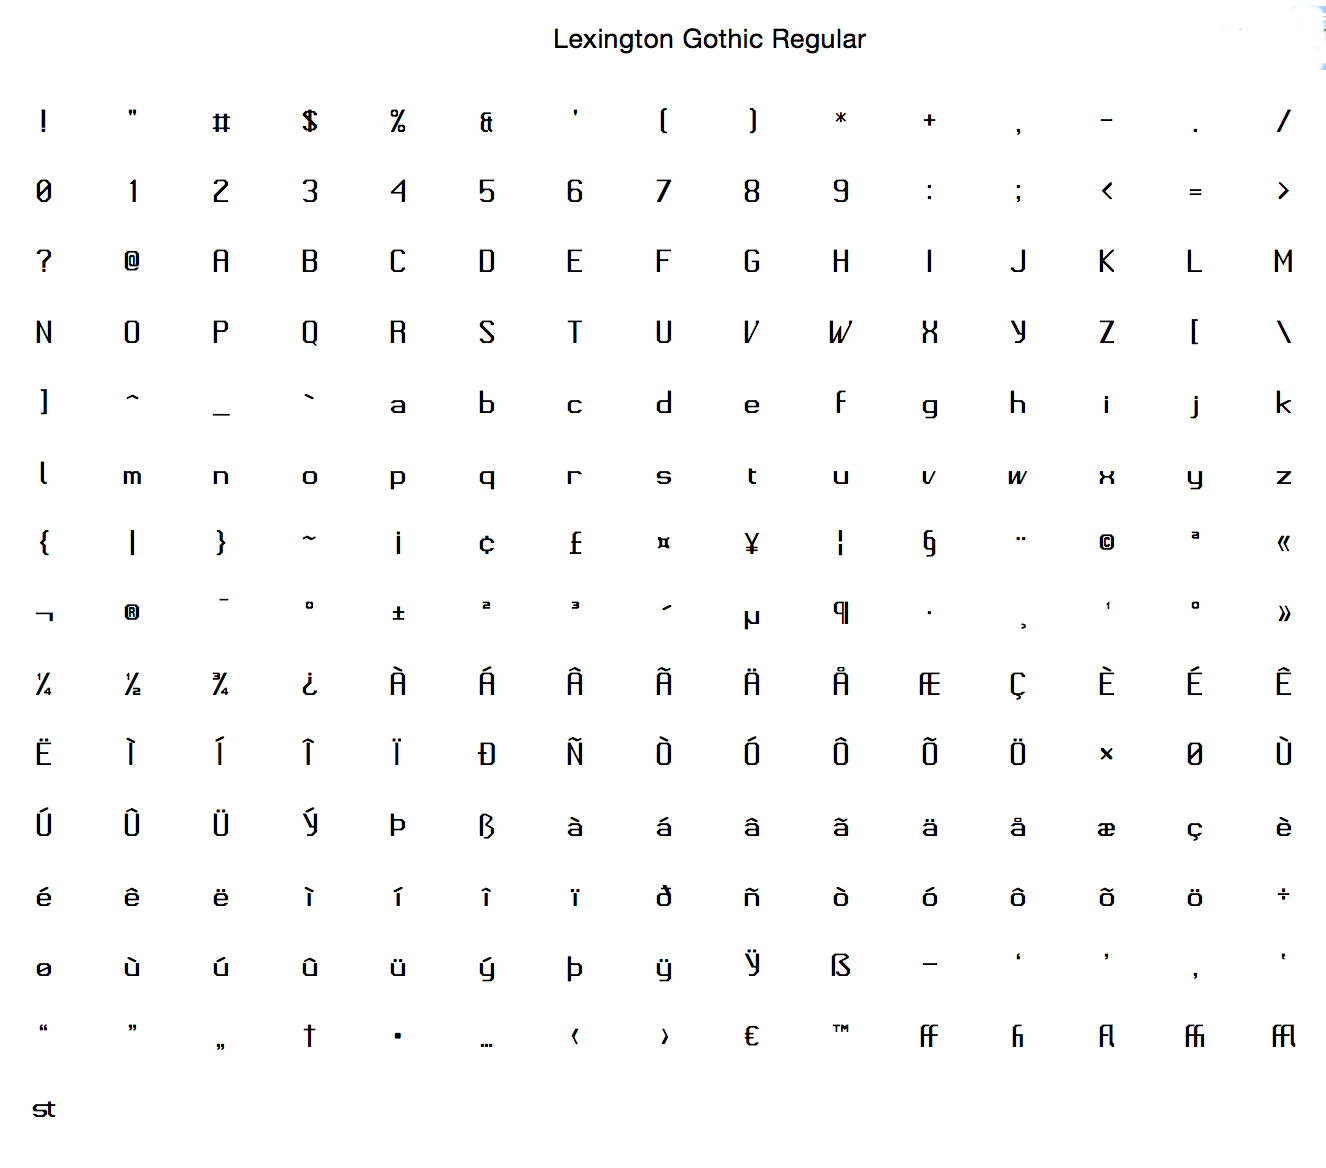 Lexington Gothic Regular
! " # $ % & ' ( ) * + , - . /
0 1 2 3 4 5 6 7 8 9 : ; < = >
? @ A B C D E F G H I J K L M
N O P Q R S T U V W X Y Z [ \
] ^ _ ` a b c d e f g h i j k
l m n o p q r s t u v w x y z
{ | } ~ ¡ ¢ £ ¤ ¥ ¦ § ¨ © ª «
¬ ® ¯ ° ± ² ³ ´ µ ¶ · ¸ ¹ º »
¼ ½ ¾ ¿ À Á Â Ã Ä Å Æ Ç È É Ê
Ë Ì Í Î Ï Ð Ñ Ò Ó Ô Õ Ö × Ø Ù
Ú Û Ü Ý Þ ß à á â ã ä å æ ç è
é ê ë ì í î ï ð ñ ò ó ô õ ö ÷
ø ù ú û ü ý þ ÿ Ÿ ẞ – ‘ ’ ‚ ‛
“ ” „ † • … ‹ › € ™ ff fi fl ffi ffl
st